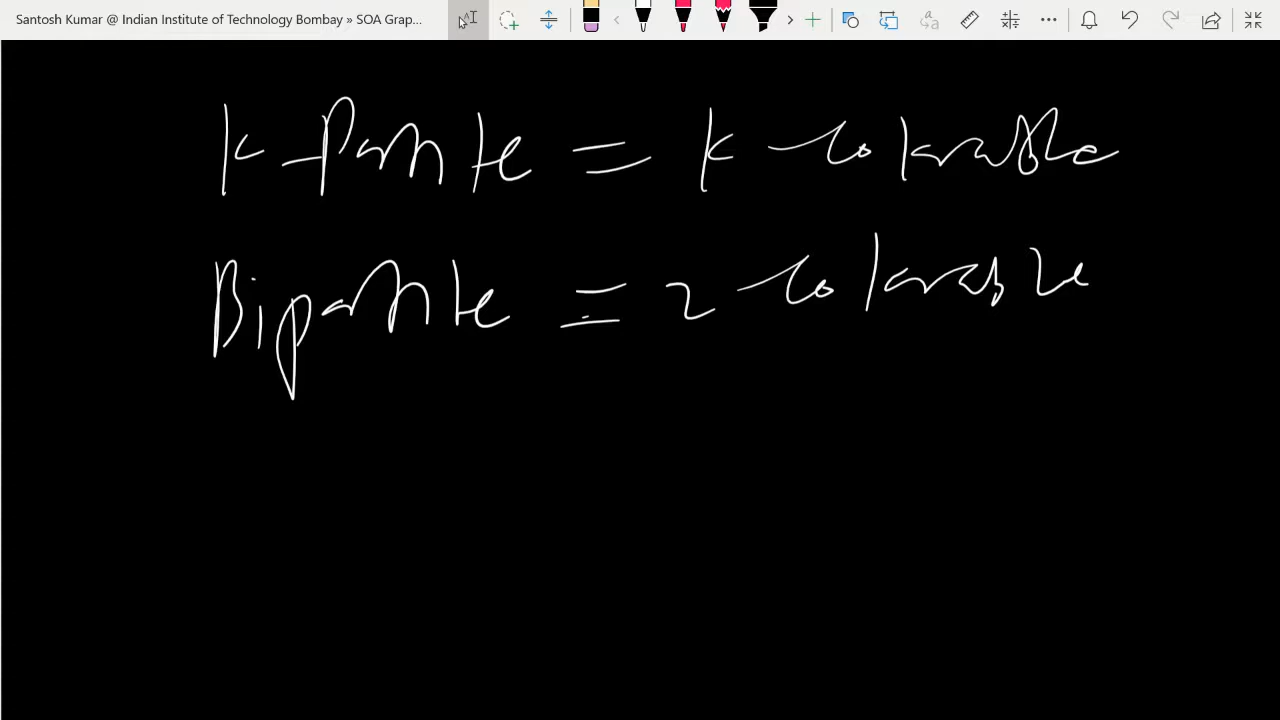 Santosh Kumar @ Indian Institute of Technology Bombay » SOA Grap...
K-Partite = K-colorable
Bipartite = 2-colorable